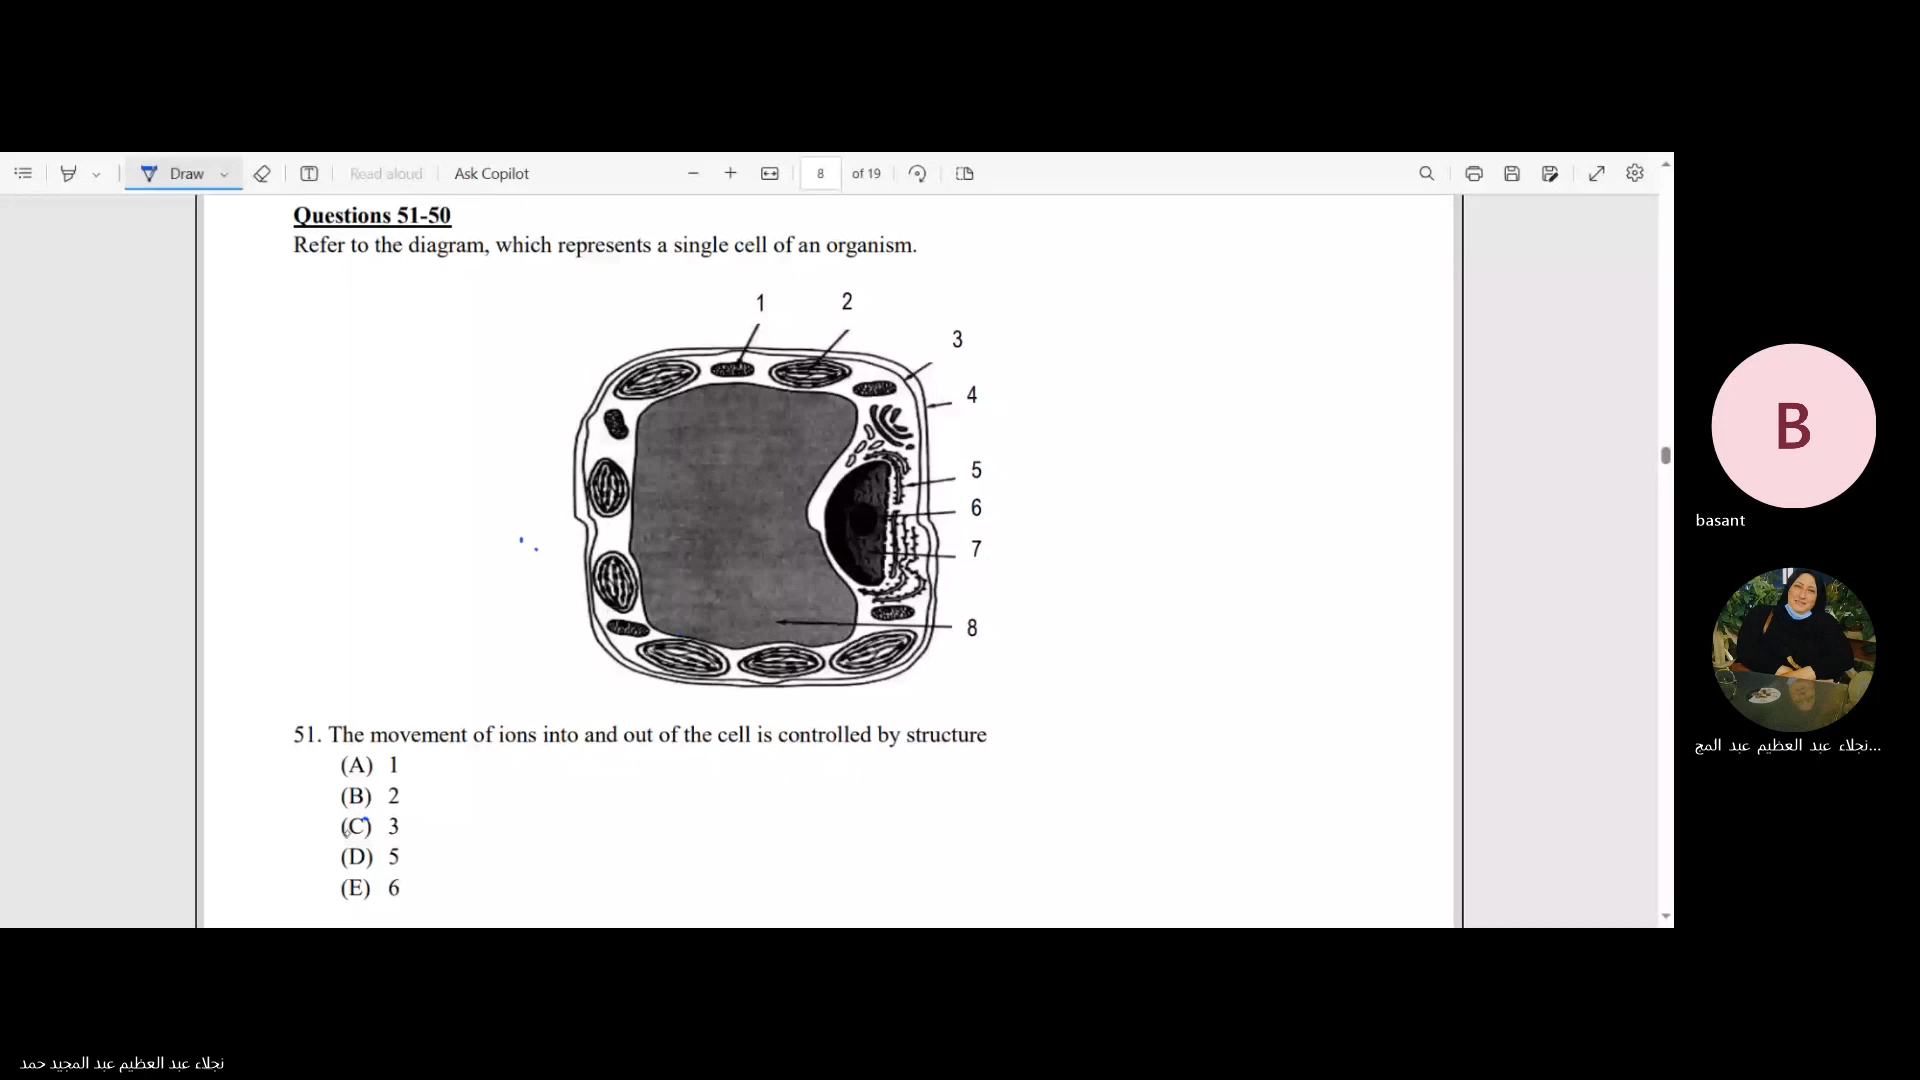 Draw
Read aloud
Ask Copilot
8
of 19
Questions 51-50
Refer to the diagram, which represents a single cell of an organism.
1
2
3
4
5
6
7
8
51. The movement of ions into and out of the cell is controlled by structure
(A) 1
(B) 2
(C) 3
(D) 5
(E) 6
B
basant
نجلاء عبد العظيم عبد المج...
نجلاء عبد العظيم عبد المجيد حمد